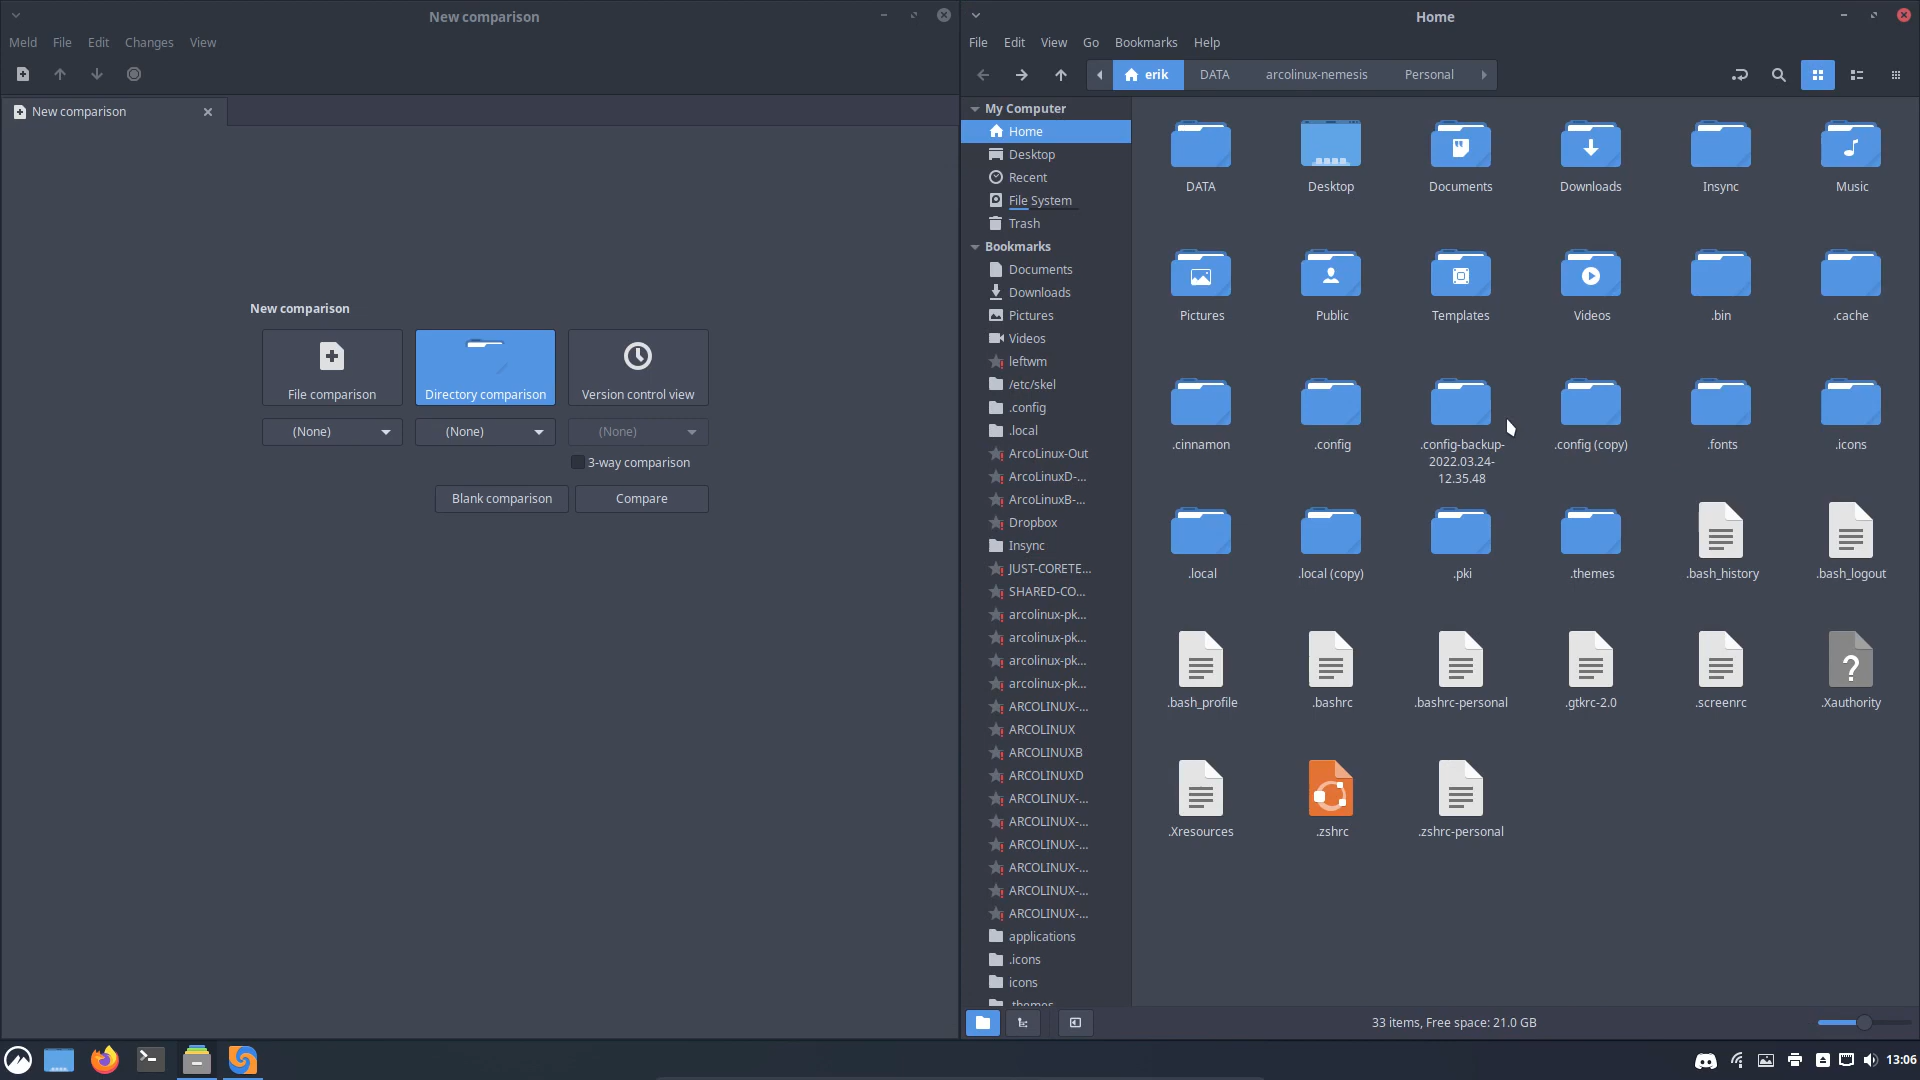 New comparison
Meld File Edit Changes View
New comparison
New comparison
File comparison
Directory comparison
Version control view
(None)
(None)
(None)
3-way comparison
Blank comparison
Compare
Home
File Edit View Go Bookmarks Help
erik
DATA
arcolinux-nemesis
Personal
My Computer
Home
Desktop
Recent
File System
Trash
Bookmarks
Documents
Downloads
Pictures
Videos
leftwm
/etc/skel
.config
.local
ArcoLinux-Out
ArcoLinuxD-...
ArcoLinuxB-...
Dropbox
Insync
JUST-CORETE...
SHARED-CO...
arcolinux-pk...
arcolinux-pk...
arcolinux-pk...
arcolinux-pk...
ARCOLINUX-...
ARCOLINUX
ARCOLINUXB
ARCOLINUXD
ARCOLINUX-...
ARCOLINUX-...
ARCOLINUX-...
ARCOLINUX-...
ARCOLINUX-...
ARCOLINUX-...
applications
.icons
icons
.themes
DATA
Desktop
Documents
Downloads
Insync
Music
Pictures
Public
Templates
Videos
.bin
.cache
.cinnamon
.config
.config-backup-
2022.03.24-
12.35.48
.config (copy)
.fonts
.icons
.local
.local (copy)
.pki
.themes
.bash_history
.bash_logout
.bash_profile
.bashrc
.bashrc-personal
.gtkrc-2.0
.screenrc
.Xauthority
.Xresources
.zshrc
.zshrc-personal
33 items, Free space: 21.0 GB
13:06